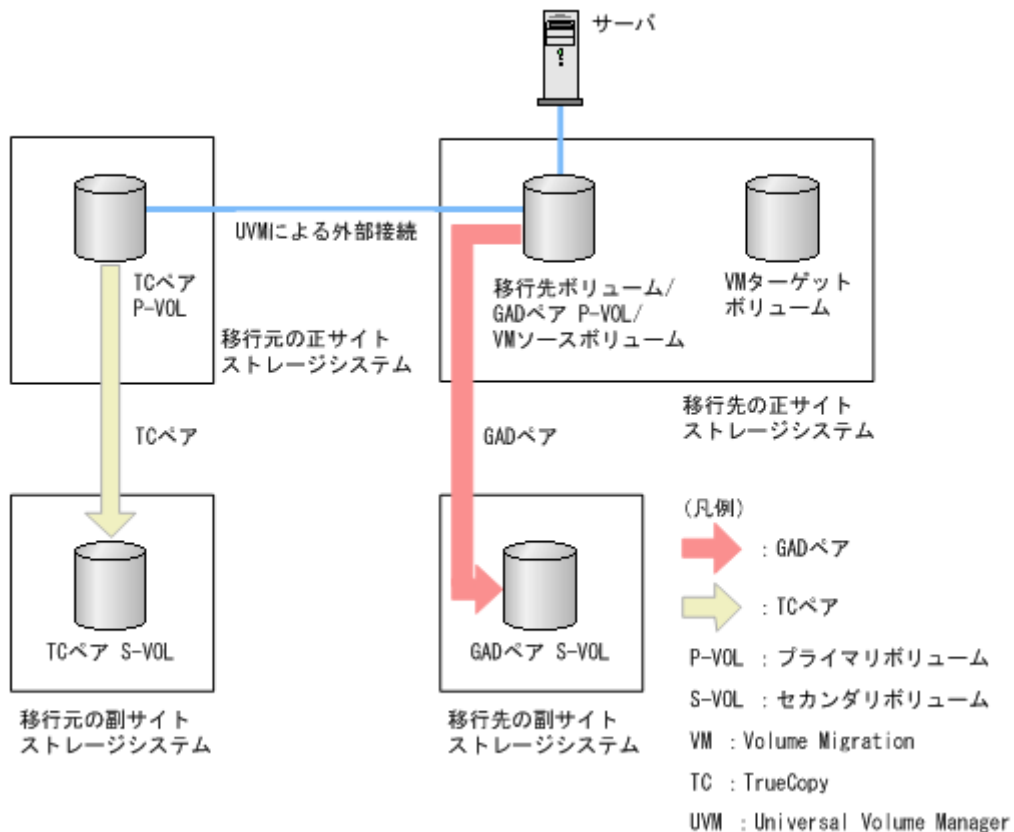 サーバ
UVMによる外部接続
TCペア
P-VOL
移行元の正サイト
ストレージシステム
移行先ボリューム/
GADペア P-VOL/
VMソースボリューム
VMターゲット
ボリューム
移行先の正サイト
ストレージシステム
TCペア
GADペア
TCペア S-VOL
移行元の副サイト
ストレージシステム
GADペア S-VOL
移行先の副サイト
ストレージシステム
(凡例)
：GADペア
：TCペア
P-VOL ：プライマリボリューム
S-VOL ：セカンダリボリューム
VM ：Volume Migration
TC ：TrueCopy
UVM ：Universal Volume Manager